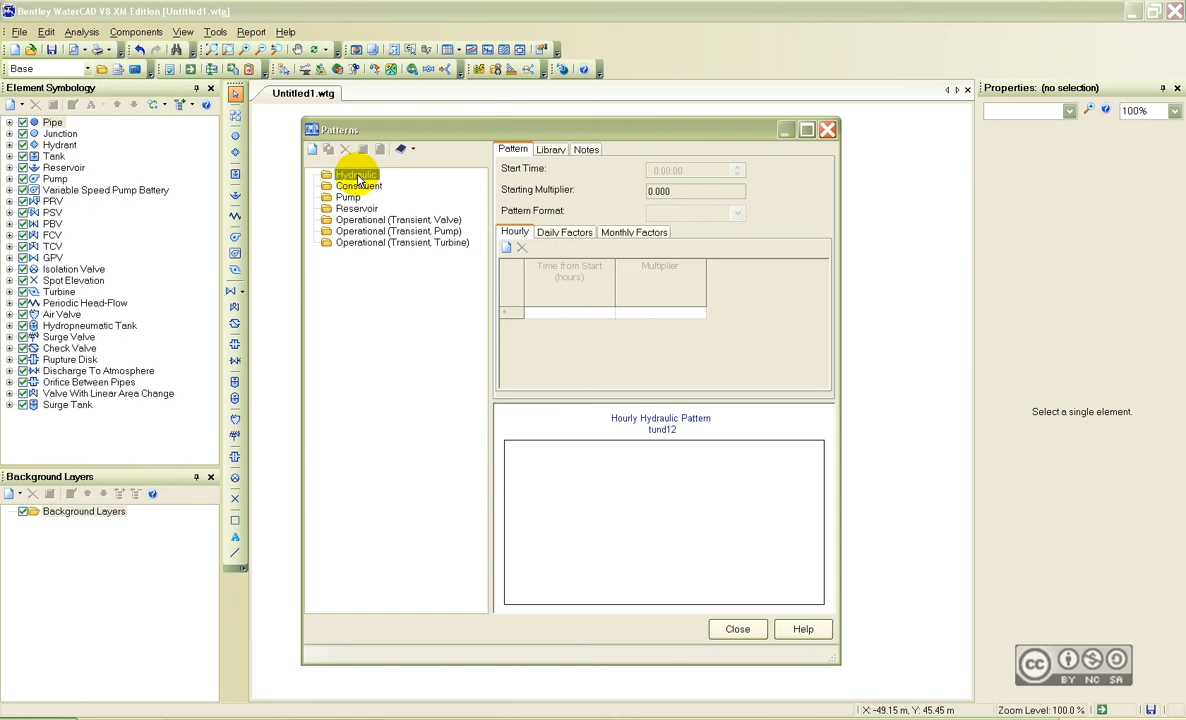 Bentley WaterCAD V8 XM Edition [Untitled1.wtg]
File Edit Analysis Components View Tools Report Help
Base
Element Symbology
Untitled1.wtg
Properties: (no selection)
100%
Pipe
Junction
Hydrant
Tank
Reservoir
Pump
Variable Speed Pump Battery
PRV
PSV
PBV
FCV
TCV
GPV
Isolation Valve
Spot Elevation
Turbine
Periodic Head-Flow
Air Valve
Hydropneumatic Tank
Surge Valve
Check Valve
Rupture Disk
Discharge To Atmosphere
Orifice Between Pipes
Valve With Linear Area Change
Surge Tank
Background Layers
Background Layers
Patterns
Hydraulic
Constituent
Pump
Reservoir
Operational (Transient, Valve)
Operational (Transient, Pump)
Operational (Transient, Turbine)
Pattern Library Notes
Start Time: 0:00:00
Starting Multiplier: 0.000
Pattern Format:
Hourly Daily Factors Monthly Factors
Time from Start (hours) Multiplier
Hourly Hydraulic Pattern
tund12
Close Help
Select a single element.
cc BY NC SA
X: -49.15 m, Y: 45.45 m Zoom Level: 100.0 %